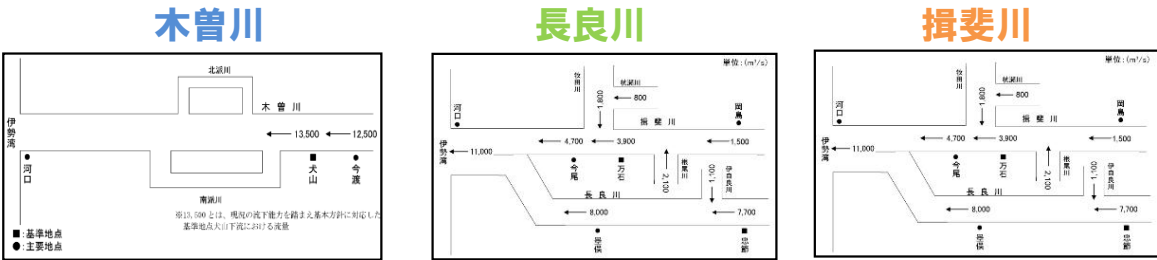 木曽川
北派川
木曽川
伊勢湾
13,500
12,500
河口
犬山
今渡
南派川
※13,500とは、現況の流下能力を踏まえ基本方針に対応した
基準地点犬山下流における流量
■:基準地点
●:主要地点
長良川
単位:(m³/s)
牧田川
杭瀬川
800
1,800
河口
岡島
揖斐川
伊勢湾
11,000
4,700
3,900
1,500
今尾
万石
2,100
根尾川
1,100
伊自良川
長良川
8,000
7,700
墨俣
忠節
揖斐川
単位:(m³/s)
牧田川
杭瀬川
800
1,800
河口
岡島
揖斐川
伊勢湾
11,000
4,700
3,900
1,500
今尾
万石
2,100
根尾川
1,100
伊自良川
長良川
8,000
7,700
墨俣
忠節